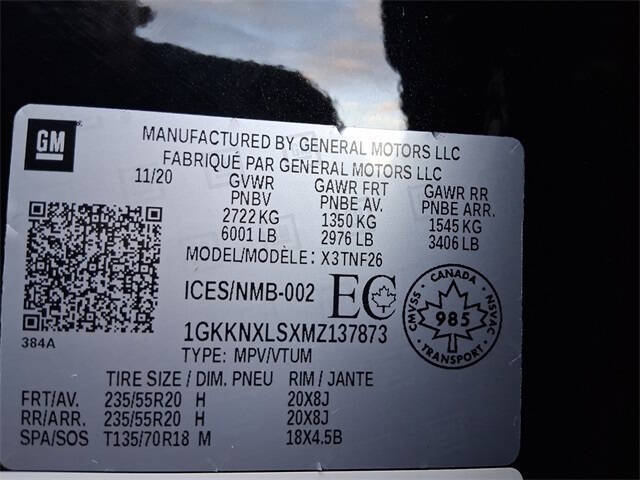 GM
MANUFACTURED BY GENERAL MOTORS LLC
FABRIQUÉ PAR GENERAL MOTORS LLC
11/20 GVWR GAWR FRT GAWR RR
PNBV PNBE AV. PNBE ARR.
2722 KG 1350 KG 1545 KG
6001 LB 2976 LB 3406 LB
MODEL/MODÈLE: X3TNF26
ICES/NMB-002 EC
CANADA
CMVSS 985 NSVAC
TRANSPORT
384A
1GKKNXLSXMZ137873
TYPE: MPV/VTUM
TIRE SIZE / DIM. PNEU RIM / JANTE
FRT/AV. 235/55R20 H 20X8J
RR/ARR. 235/55R20 H 20X8J
SPA/SOS T135/70R18 M 18X4.5B